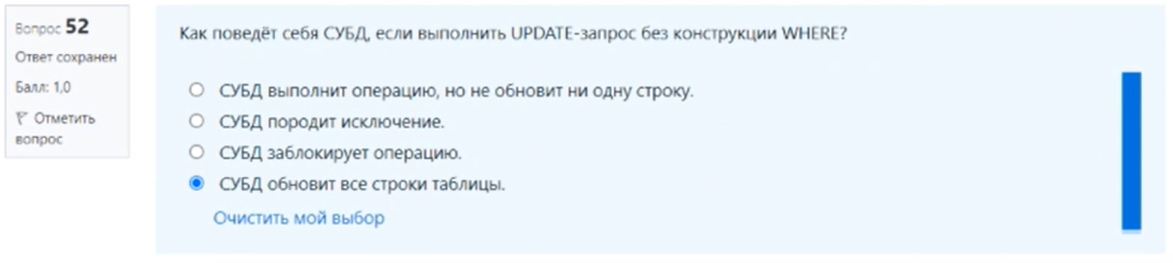 Вопрос 52
Ответ сохранен
Балл: 1,0
Отметить
вопрос
Как поведёт себя СУБД, если выполнить UPDATE-запрос без конструкции WHERE?
СУБД выполнит операцию, но не обновит ни одну строку.
СУБД породит исключение.
СУБД заблокирует операцию.
СУБД обновит все строки таблицы.
Очистить мой выбор